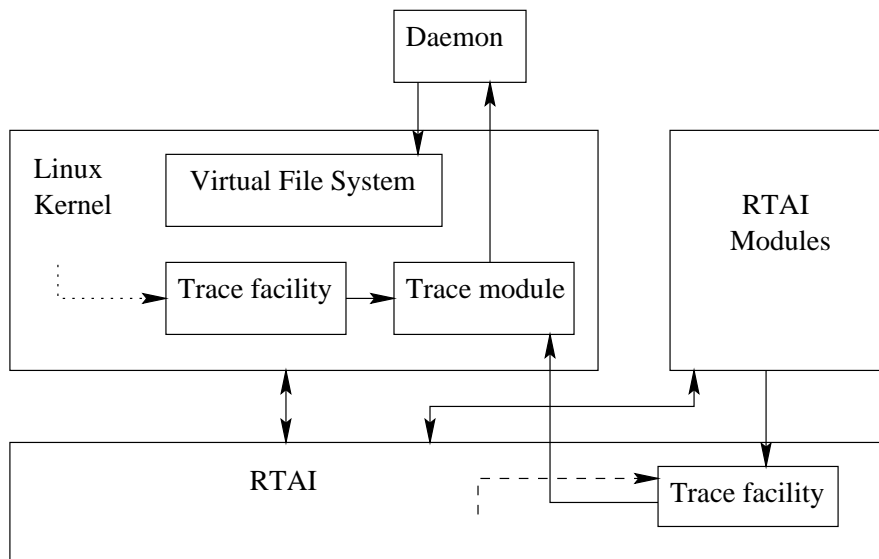 Daemon
Linux
Kernel
Virtual File System
Trace facility
Trace module
RTAI
Modules
RTAI
Trace facility